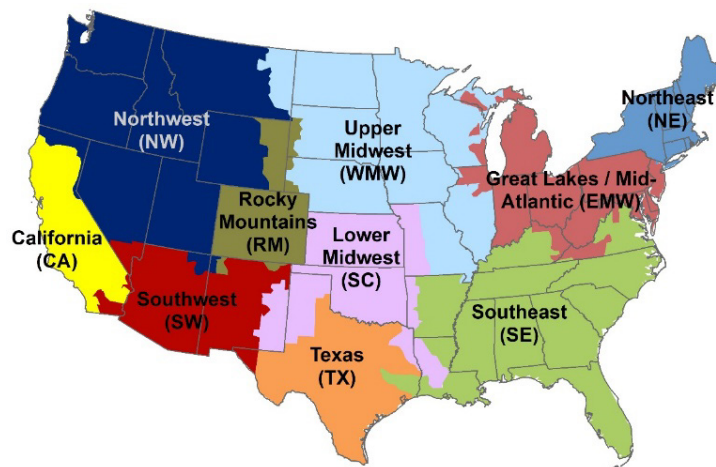 Northwest
(NW)
Upper
Midwest
(WMW)
Northeast
(NE)
Great Lakes / Mid-
Atlantic (EMW)
Rocky
Mountains
(RM)
California
(CA)
Lower
Midwest
(SC)
Southwest
(SW)
Southeast
(SE)
Texas
(TX)